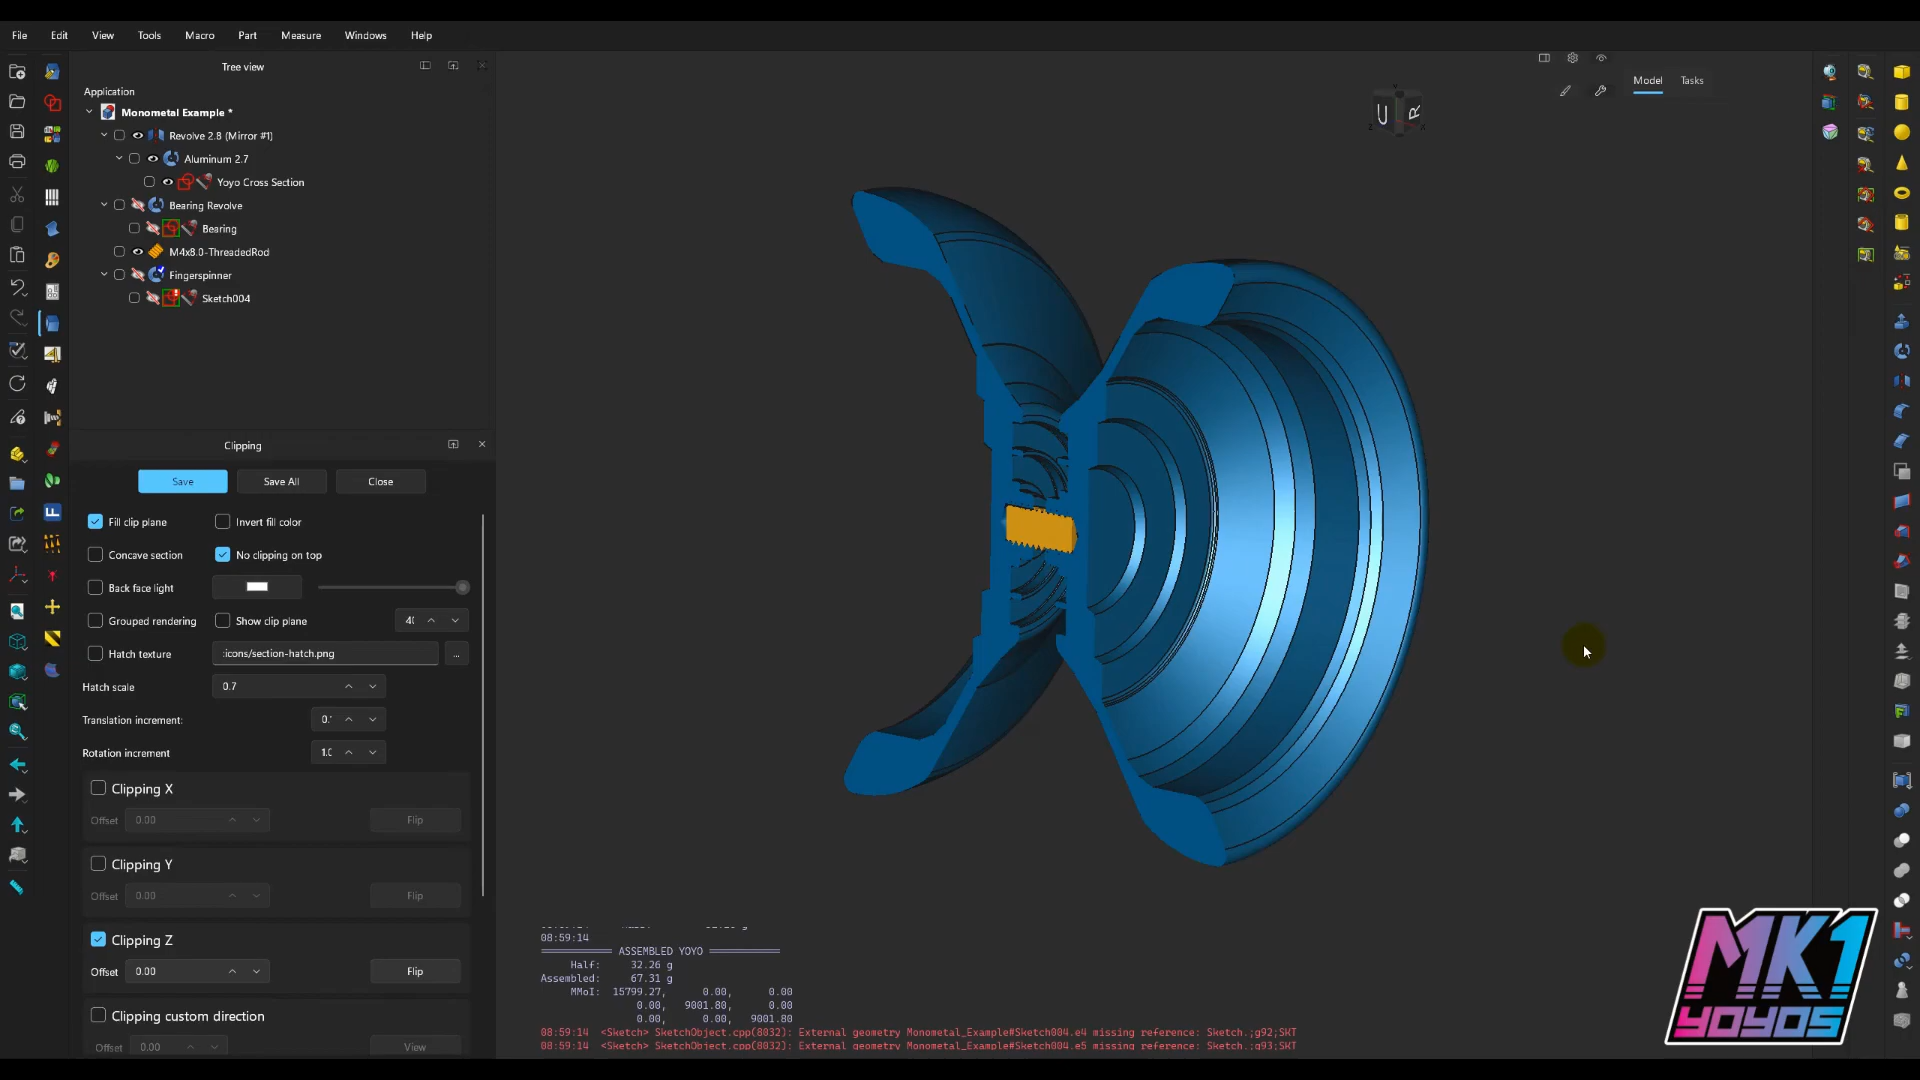 File Edit View Tools Macro Part Measure Windows Help
Tree view
Application
Monometal Example *
Revolve 2.8 (Mirror #1)
Aluminum 2.7
Yoyo Cross Section
Bearing Revolve
Bearing
M4x8.0-ThreadedRod
Fingerspinner
Sketch004
Model Tasks
U R
Clipping
Save Save All Close
Fill clip plane Invert fill color
Concave section No clipping on top
Back face light
Grouped rendering Show clip plane
Hatch texture :icons/section-hatch.png ...
Hatch scale 0.7
Translation increment:
Rotation increment
Clipping X
Offset 0.00 Flip
Clipping Y
Offset 0.00 Flip
Clipping Z
Offset 0.00 Flip
Clipping custom direction
Offset 0.00 View
08:59:14
ASSEMBLED YOYO
Half: 32.26 g
Assembled: 67.31 g
MMoI: 15799.27, 0.00, 0.00
0.00, 9001.80, 0.00
0.00, 0.00, 9001.80
08:59:14 <Sketch> SketchObject.cpp(8032): External geometry Monometal_Example#Sketch004.e4 missing reference: Sketch.;g92;SKT
08:59:14 <Sketch> SketchObject.cpp(8032): External geometry Monometal_Example#Sketch004.e5 missing reference: Sketch.;g93;SKT
MK1
YOYOS